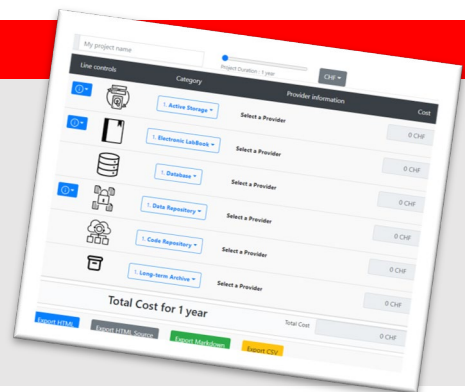 My project name
Project Duration : 1 year
CHF
Line controls Category Provider information Cost
1. Active Storage Select a Provider 0 CHF
1. Electronic LabBook Select a Provider 0 CHF
1. Database Select a Provider 0 CHF
1. Data Repository Select a Provider 0 CHF
1. Code Repository Select a Provider 0 CHF
1. Long-term Archive Select a Provider 0 CHF
Total Cost for 1 year Total Cost 0 CHF
Export HTML Export HTML Source Export Markdown Export CSV